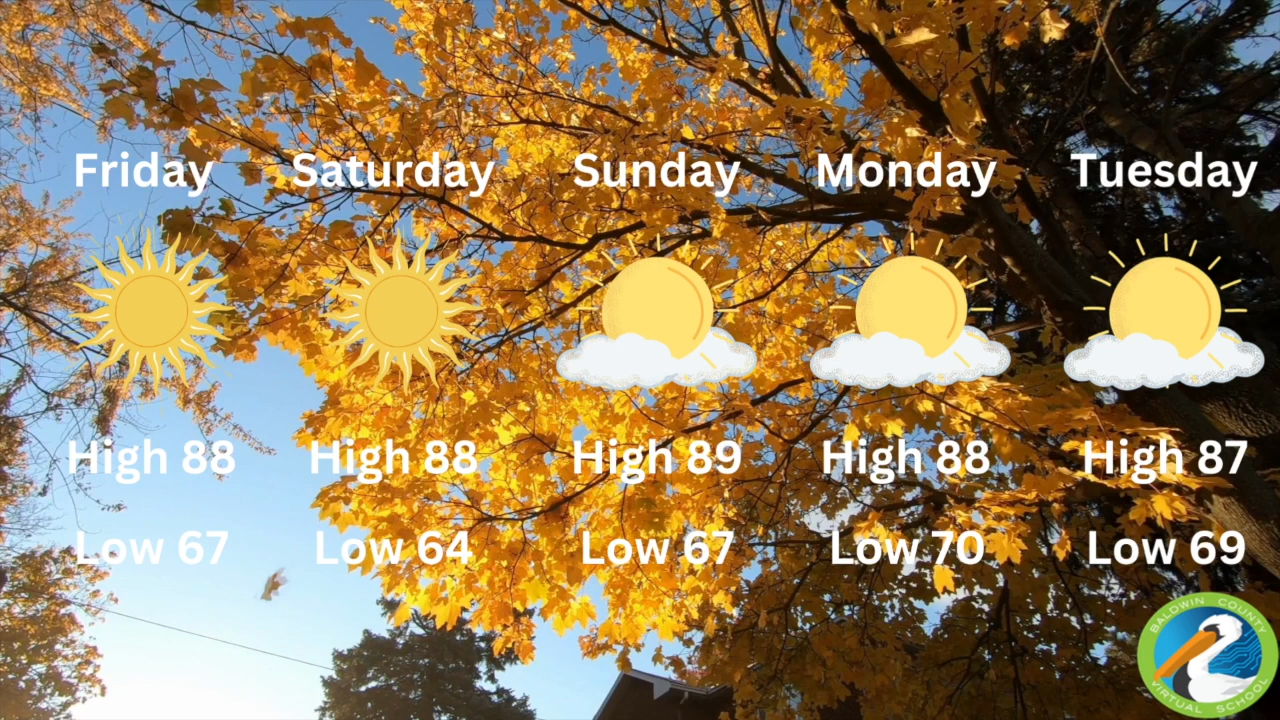 Friday Saturday Sunday Monday Tuesday
High 88 High 88 High 89 High 88 High 87
Low 67 Low 64 Low 67 Low 70 Low 69
BALDWIN COUNTY
VIRTUAL SCHOOL